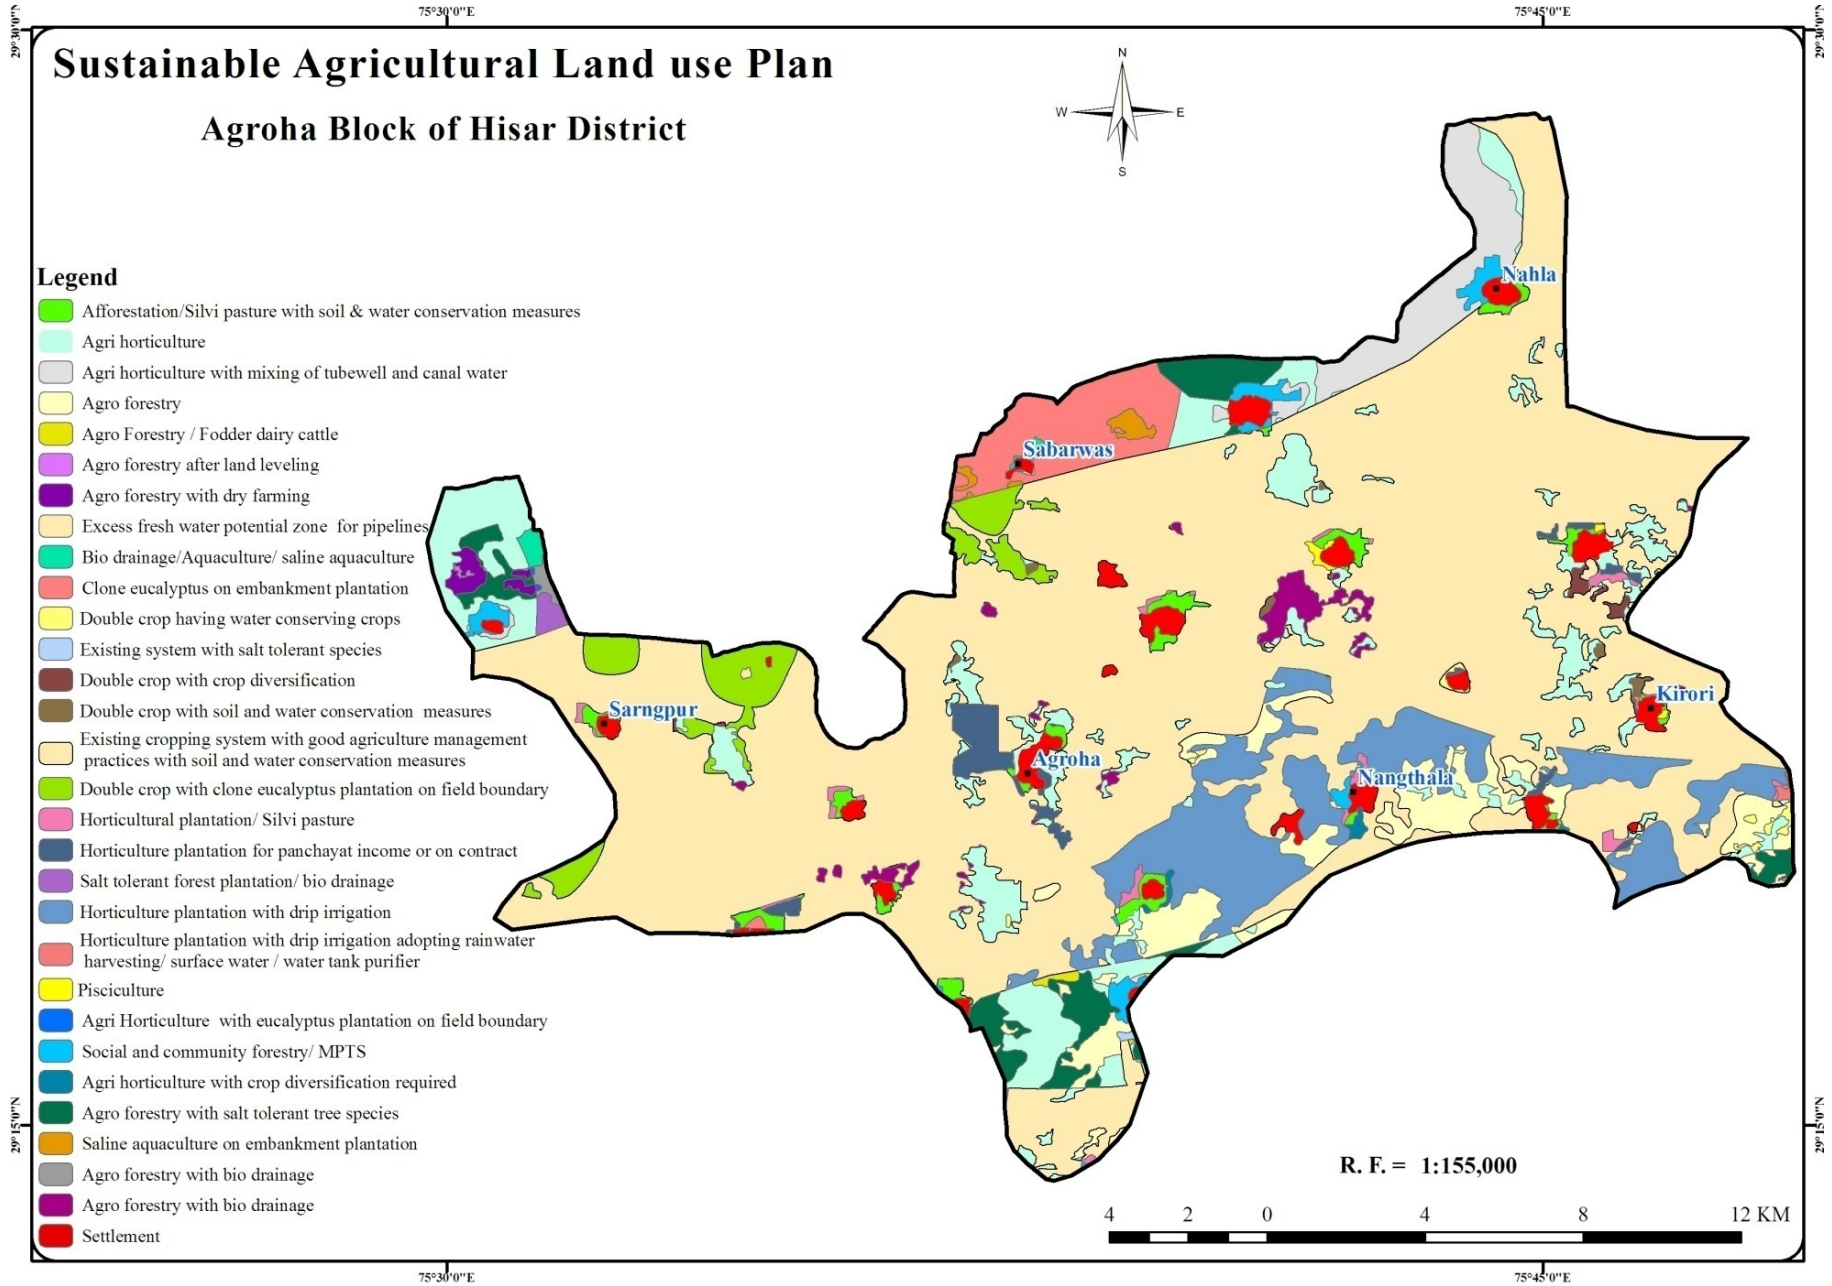 75°30'0"E
75°45'0"E
29°30'0"N
29°30'0"N
Sustainable Agricultural Land use Plan
Agroha Block of Hisar District
N
W
E
S
Legend
Afforestation/Silvi pasture with soil & water conservation measures
Agri horticulture
Agri horticulture with mixing of tubewell and canal water
Agro forestry
Agro Forestry / Fodder dairy cattle
Agro forestry after land leveling
Agro forestry with dry farming
Excess fresh water potential zone for pipelines
Bio drainage/Aquaculture/ saline aquaculture
Clone eucalyptus on embankment plantation
Double crop having water conserving crops
Existing system with salt tolerant species
Double crop with crop diversification
Double crop with soil and water conservation measures
Existing cropping system with good agriculture management
practices with soil and water conservation measures
Double crop with clone eucalyptus plantation on field boundary
Horticultural plantation/ Silvi pasture
Horticulture plantation for panchayat income or on contract
Salt tolerant forest plantation/ bio drainage
Horticulture plantation with drip irrigation
Horticulture plantation with drip irrigation adopting rainwater
harvesting/ surface water / water tank purifier
Pisciculture
Agri Horticulture with eucalyptus plantation on field boundary
Social and community forestry/ MPTS
Agri horticulture with crop diversification required
Agro forestry with salt tolerant tree species
Saline aquaculture on embankment plantation
Agro forestry with bio drainage
Agro forestry with bio drainage
Settlement
Nahla
Sabarwas
Sarngpur
Kirori
Agroha
Nangthala
R. F. = 1:155,000
4 2 0 4 8 12 KM
29°15'0"N
29°15'0"N
75°30'0"E
75°45'0"E